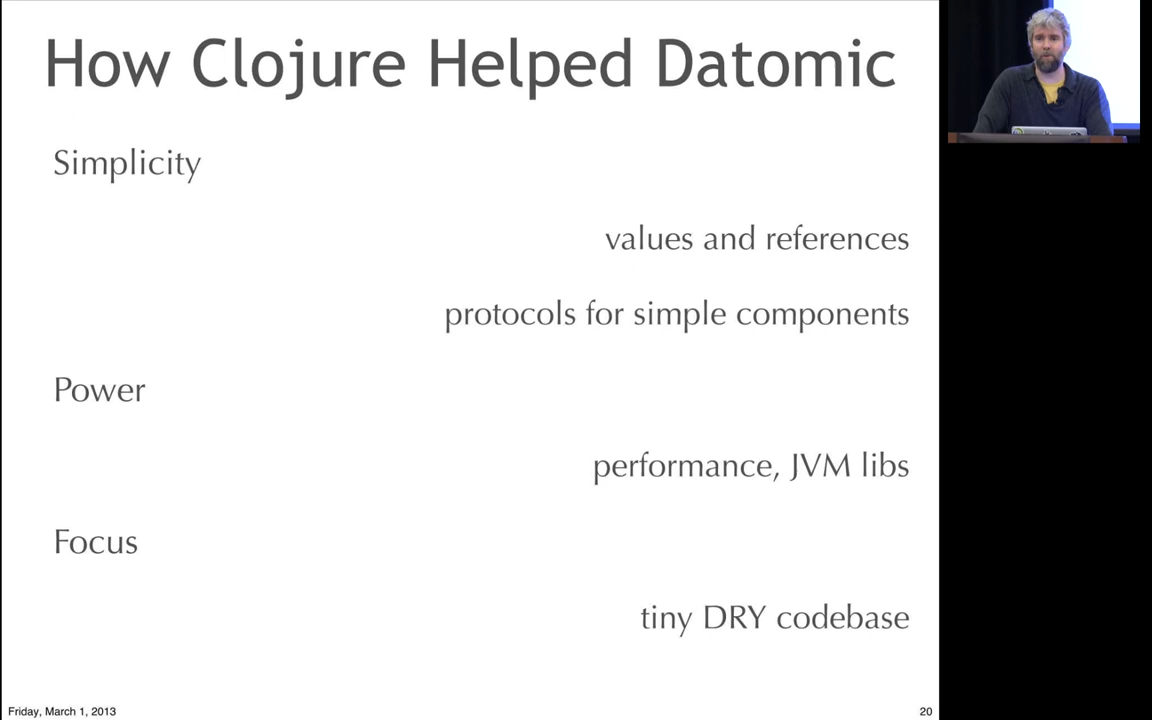 How Clojure Helped Datomic
Simplicity
values and references
protocols for simple components
Power
performance, JVM libs
Focus
tiny DRY codebase
Friday, March 1, 2013
20